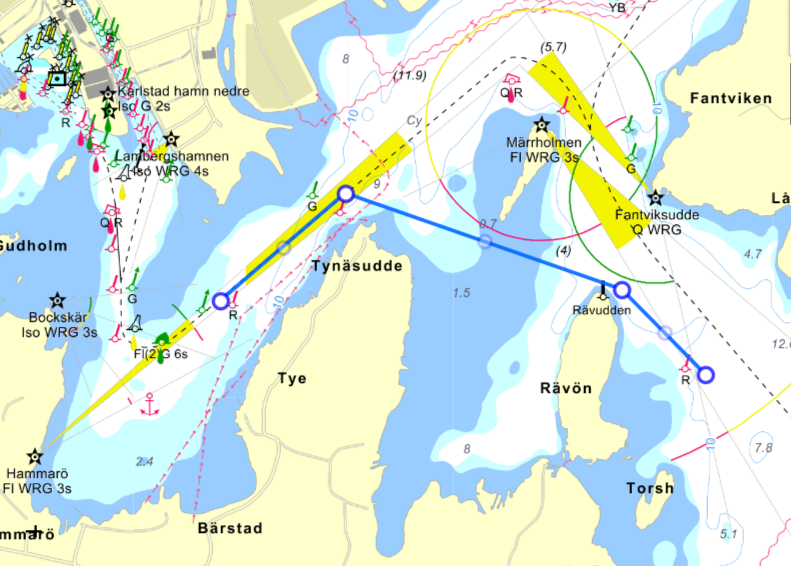 YB
8
(5.7)
(11.9)
Karlstad hamn nedre
Iso G 2s
Q R
10
Fantviken
10
R
Cy
Märrholmen
Fl WRG 3s
G
Lambergshamnen
Iso WRG 4s
9
G
Fantviksudde
Q WRG
Lå
Q R
0.7
Gudholm
(4)
4.7
Tynäsudde
G
1.5
Bockskär
Iso WRG 3s
10
R
Rävudden
12.
Fl(2)G 6s
Tye
R
Rävön
2.4
8
10
7.8
Hammarö
Fl WRG 3s
Torsh
Bärstad
mmarö
5.1